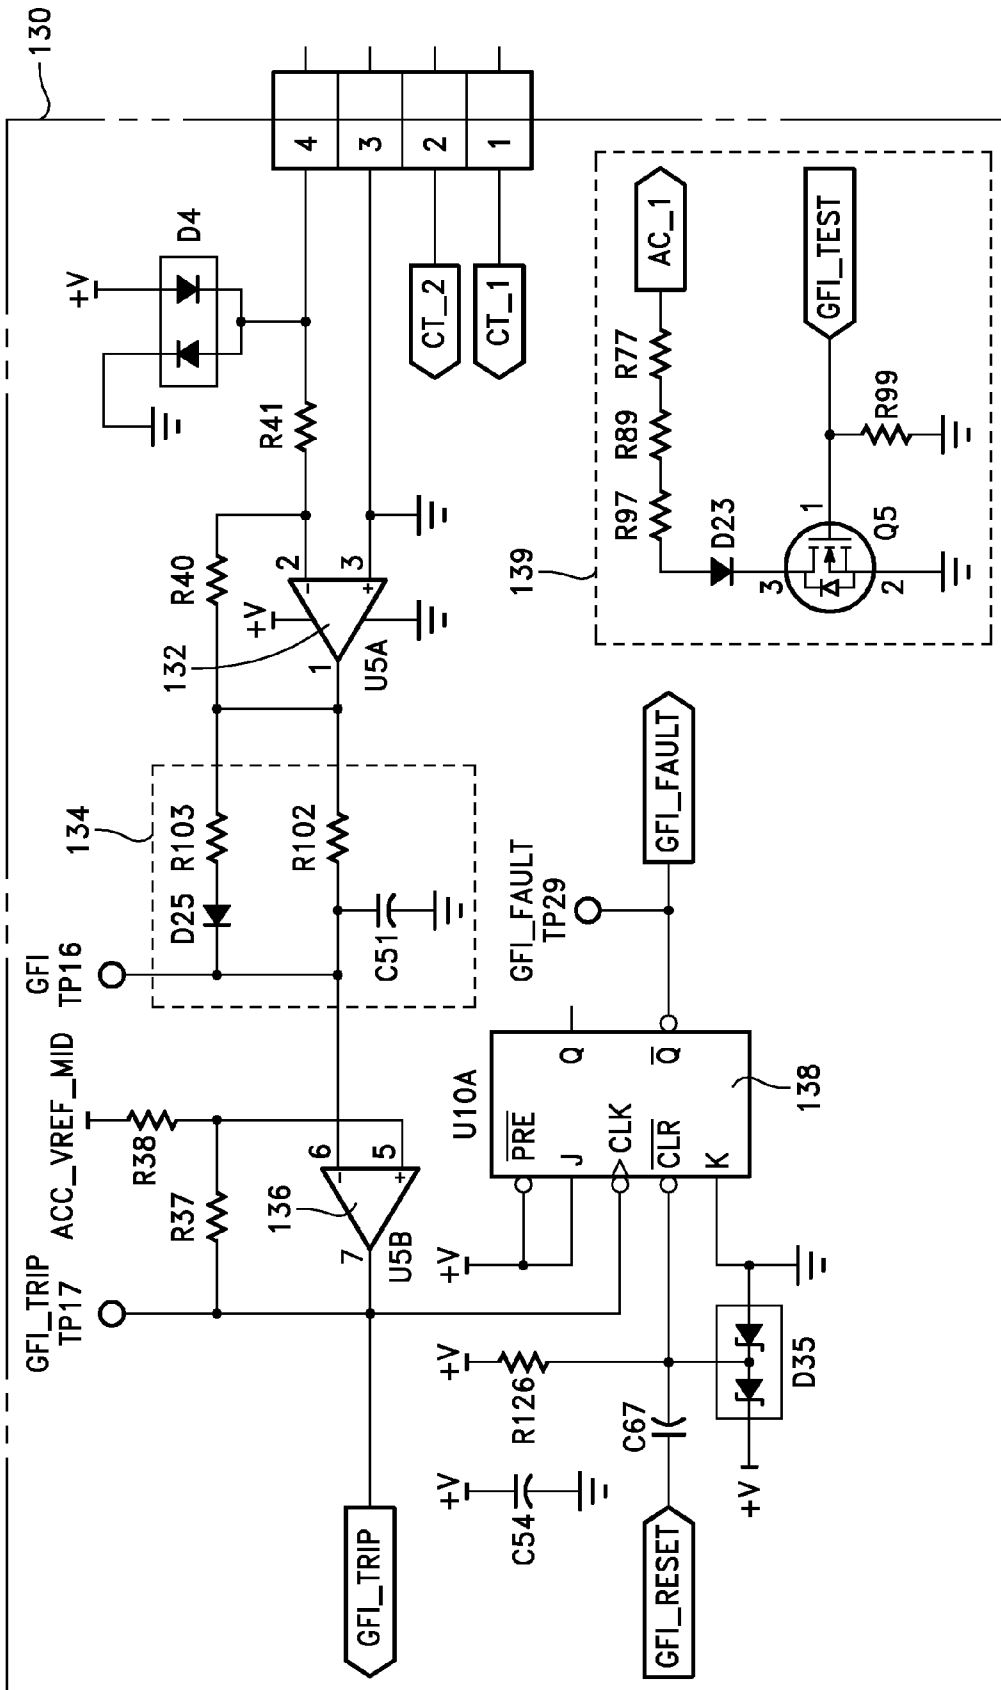 130
4
3
2
1
D4
+V
CT_2
CT_1
R41
R40
2
3
+V
132
1
U5A
134
R103
R102
D25
C51
GFI
TP16
ACC_VREF_MID
R38
R37
6
5
136
7
U5B
GFI_TRIP
TP17
GFI_TRIP
139
AC_1
R77
R89
R97
D23
GFI_TEST
R99
1
Q5
3
2
GFI_FAULT
GFI_FAULT
TP29
U10A
Q
Q
PRE
J
CLK
CLR
K
138
+V
+V
R126
C67
D35
+V
+V
C54
GFI_RESET